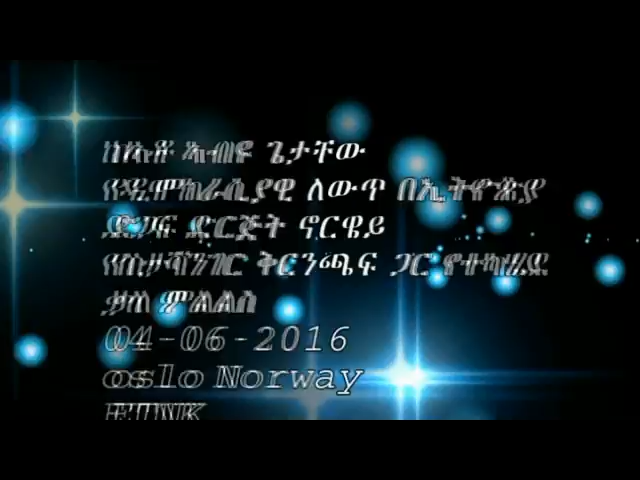 ከአቶ አብዩ ጌታቸው
የዲሞክራሲያዊ ለውጥ በኢትዮጵያ
ድጋፍ ድርጅት ኖርዌይ
የስታቫንገር ቅርንጫፍ ጋር የተካሄደ
ቃለ ምልልስ
04-06-2016
oslo Norway